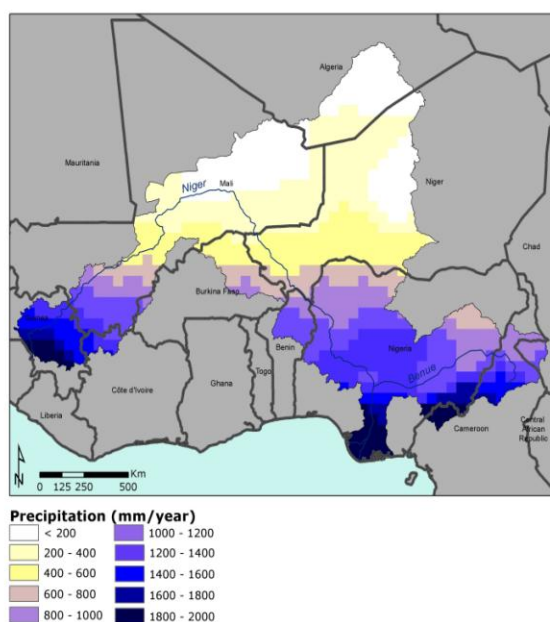 Algeria
Mauritania
Niger
Mali
Niger
Chad
Burkina Faso
Nigeria
Benin
Benue
Togo
Ghana
Côte d'Ivoire
Liberia
Cameroon
Central
African
Republic
N
Km
0 125 250 500
Precipitation (mm/year)
< 200
200 - 400
400 - 600
600 - 800
800 - 1000
1000 - 1200
1200 - 1400
1400 - 1600
1600 - 1800
1800 - 2000